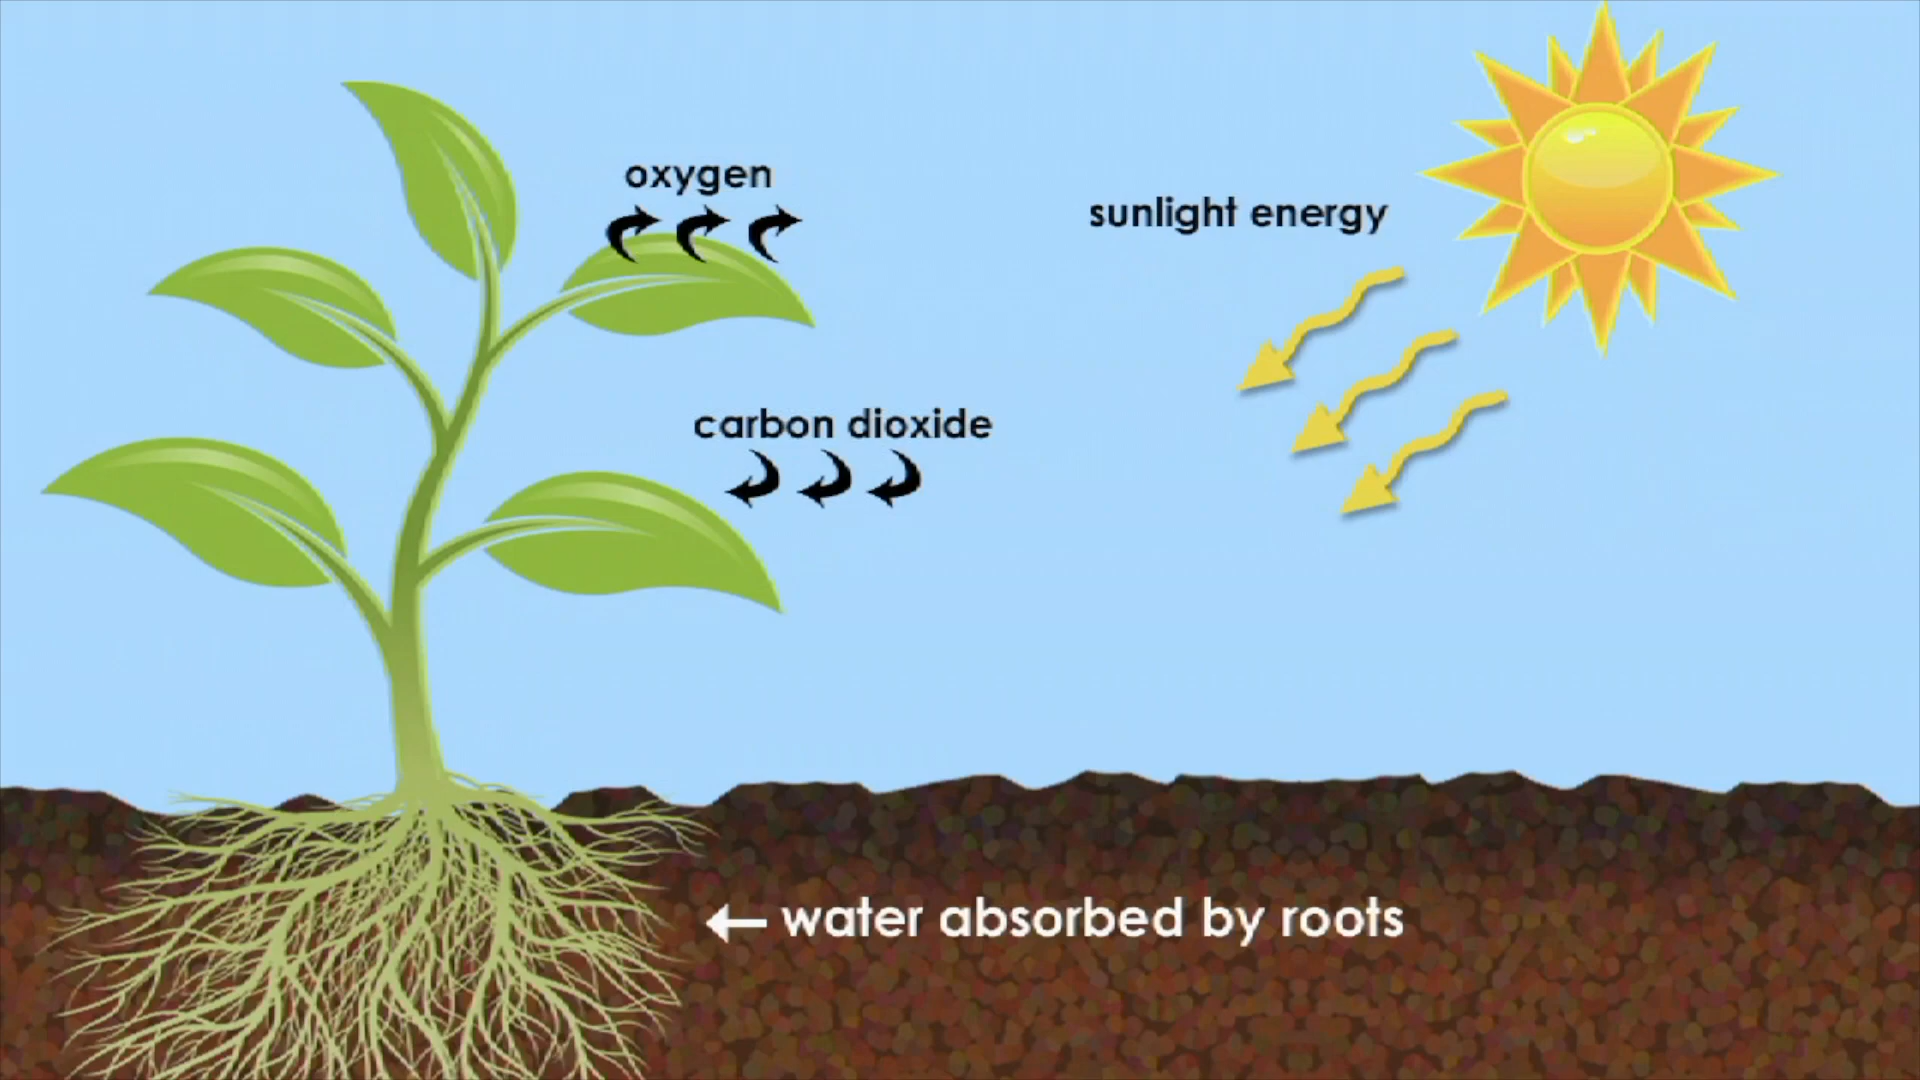 oxygen
sunlight energy
carbon dioxide
water absorbed by roots